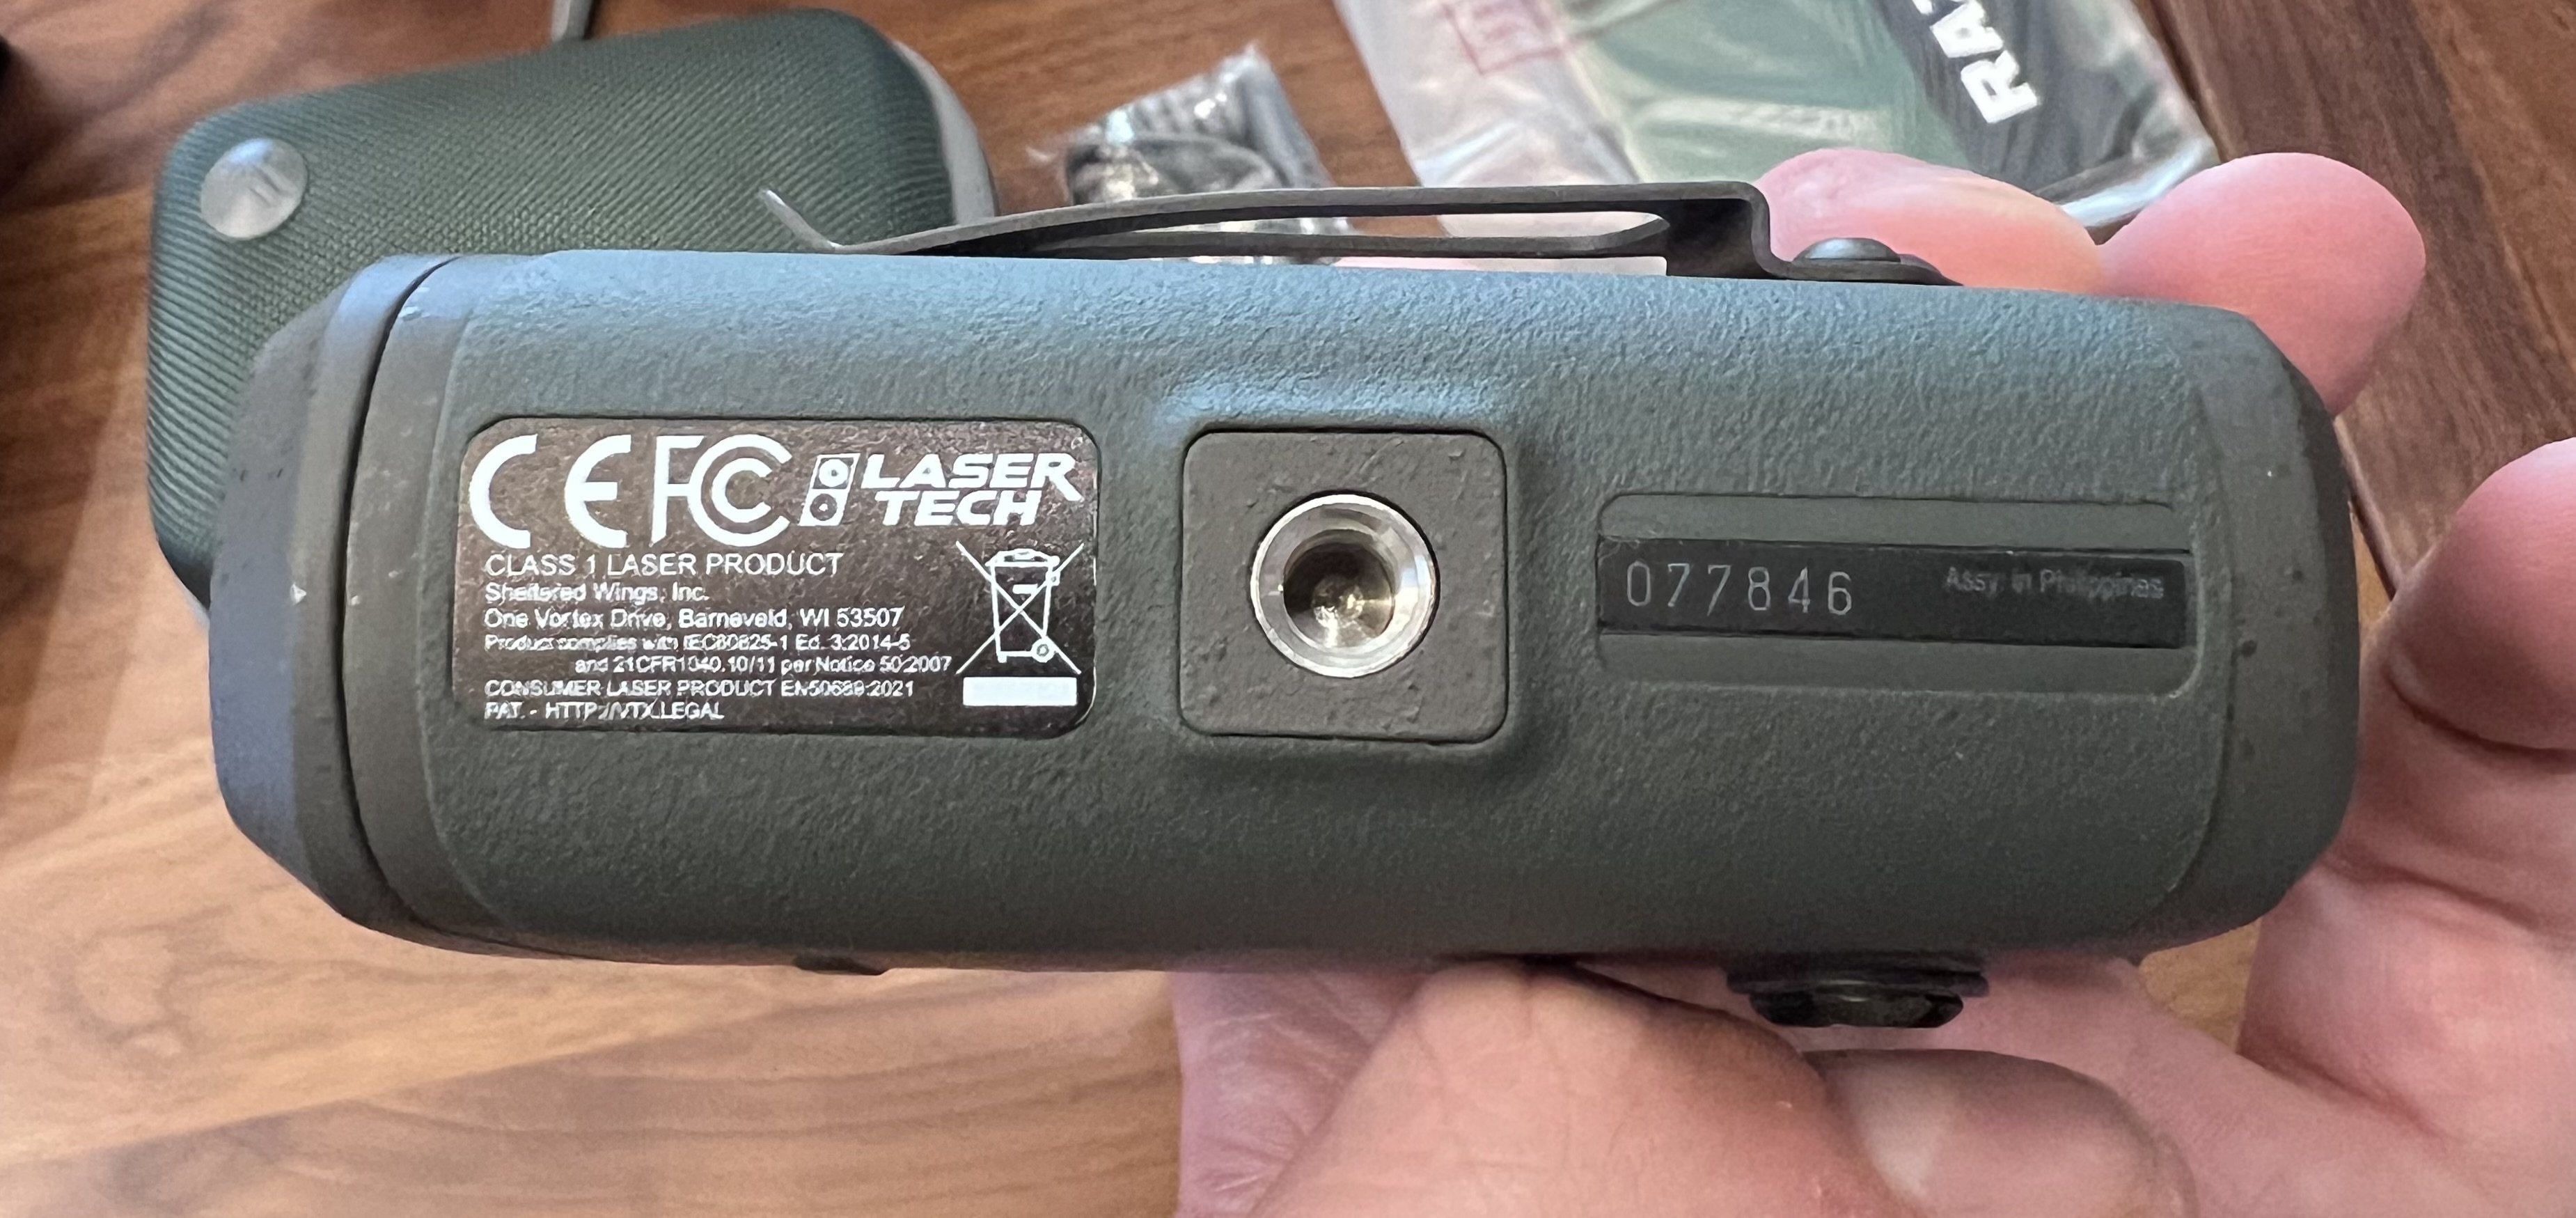 RAZ
CE FC LASER
TECH
CLASS 1 LASER PRODUCT
Sheltered Wings, Inc.
One Vortex Drive, Barneveld, WI 53507
Product complies with IEC60825-1 Ed. 3:2014-5
and 21CFR1040.10/11 per Notice 50:2007
CONSUMER LASER PRODUCT EN50689:2021
PAT. - HTTP://VTX.LEGAL
077846
Assy. in Philippines